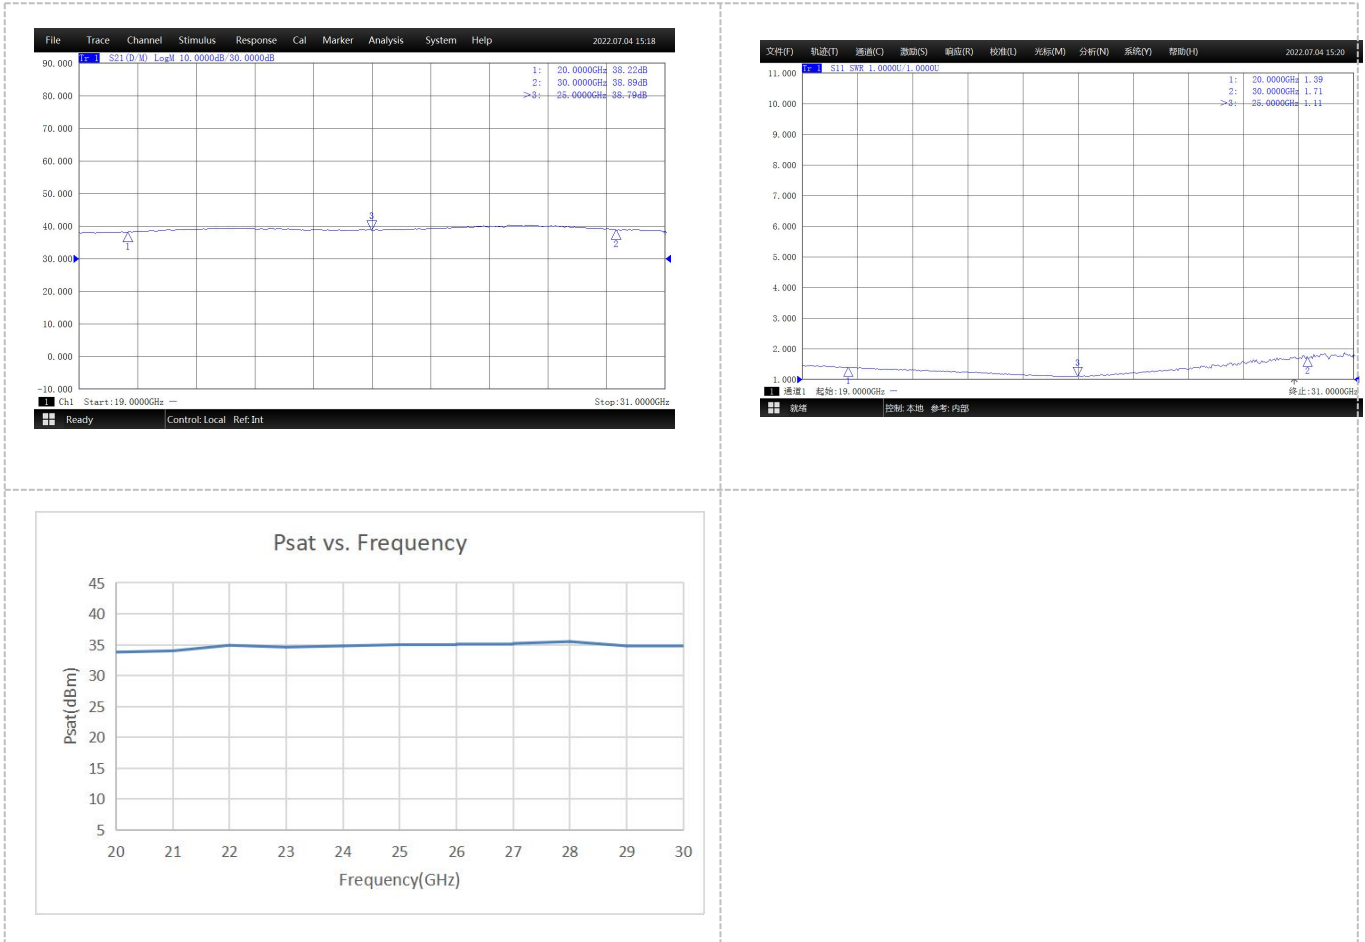 File Trace Channel Stimulus Response Cal Marker Analysis System Help 2022.07.04 15:18
Tr 1 S21(D/M) LogM 10.0000dB/30.0000dB
1: 20.0000GHz 38.22dB
2: 30.0000GHz 38.89dB
>3: 25.0000GHz 38.79dB
90.000
80.000
70.000
60.000
50.000
40.000
30.000
20.000
10.000
0.000
-10.000
1
3
2
1 Ch1 Start:19.0000GHz — Stop:31.0000GHz
Ready Control: Local Ref: Int
文件(F) 轨迹(T) 通道(C) 激励(S) 响应(R) 校准(L) 光标(M) 分析(N) 系统(Y) 帮助(H) 2022.07.04 15:20
Tr 1 S11 SWR 1.0000U/1.0000U
1: 20.0000GHz 1.39
2: 30.0000GHz 1.71
>3: 25.0000GHz 1.11
11.000
10.000
9.000
8.000
7.000
6.000
5.000
4.000
3.000
2.000
1.000
1
3
2
1 通道1 起始:19.0000GHz — 终止:31.0000GHz
就绪 控制: 本地 参考: 内部
Psat vs. Frequency
Psat(dBm)
45
40
35
30
25
20
15
10
5
20 21 22 23 24 25 26 27 28 29 30
Frequency(GHz)